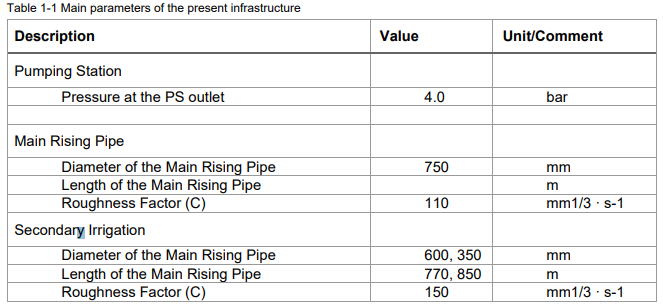 Table 1-1 Main parameters of the present infrastructure
Description Value Unit/Comment
Pumping Station
Pressure at the PS outlet 4.0 bar
Main Rising Pipe
Diameter of the Main Rising Pipe 750 mm
Length of the Main Rising Pipe m
Roughness Factor (C) 110 mm1/3 · s-1
Secondary Irrigation
Diameter of the Main Rising Pipe 600, 350 mm
Length of the Main Rising Pipe 770, 850 m
Roughness Factor (C) 150 mm1/3 · s-1